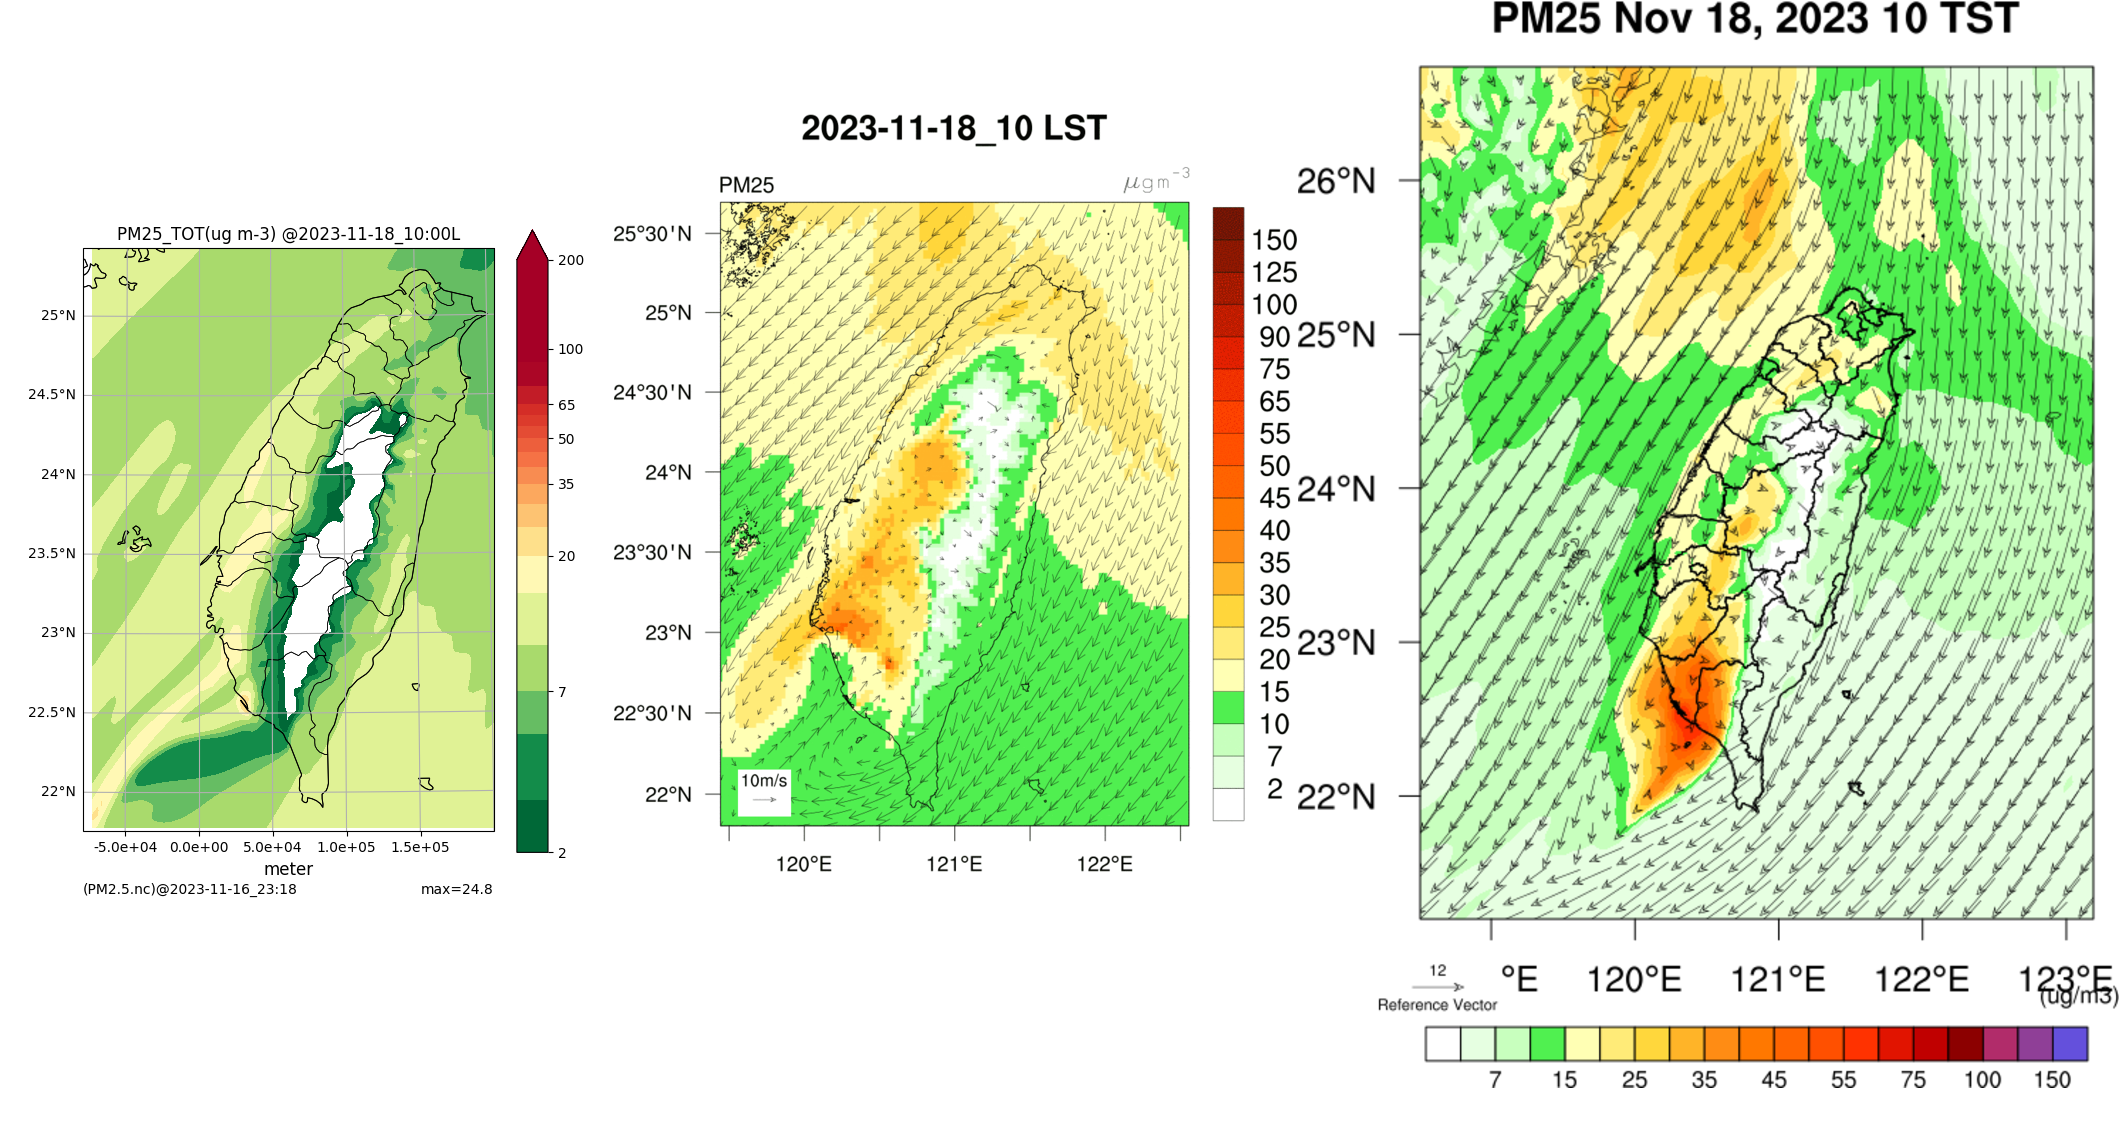 PM25_TOT(ug m-3) @2023-11-18_10:00L
25°N
24.5°N
24°N
23.5°N
23°N
22.5°N
22°N
-5.0e+04 0.0e+00 5.0e+04 1.0e+05 1.5e+05
meter
(PM2.5.nc)@2023-11-16_23:18 max=24.8
200
100
65
50
35
20
7
2
2023-11-18_10 LST
PM25 μgm⁻³
25°30'N
25°N
24°30'N
24°N
23°30'N
23°N
22°30'N
22°N
10m/s
120°E 121°E 122°E
150
125
100
90
75
65
55
50
45
40
35
30
25
20
15
10
7
2
PM25 Nov 18, 2023 10 TST
26°N
25°N
24°N
23°N
22°N
°E 120°E 121°E 122°E 123°E
12
Reference Vector
(ug/m3)
7 15 25 35 45 55 75 100 150